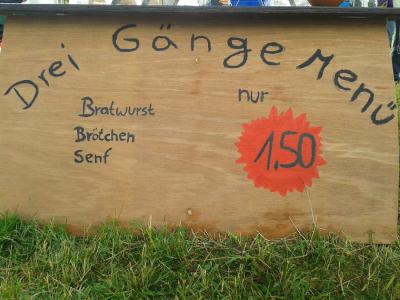 Drei Gänge Menü
nur
Bratwurst
Brötchen
Senf
1.50